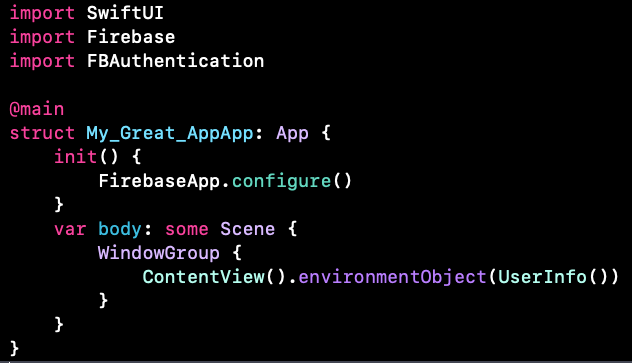 import SwiftUI
import Firebase
import FBAuthentication

@main
struct My_Great_AppApp: App {
    init() {
        FirebaseApp.configure()
    }
    var body: some Scene {
        WindowGroup {
            ContentView().environmentObject(UserInfo())
        }
    }
}